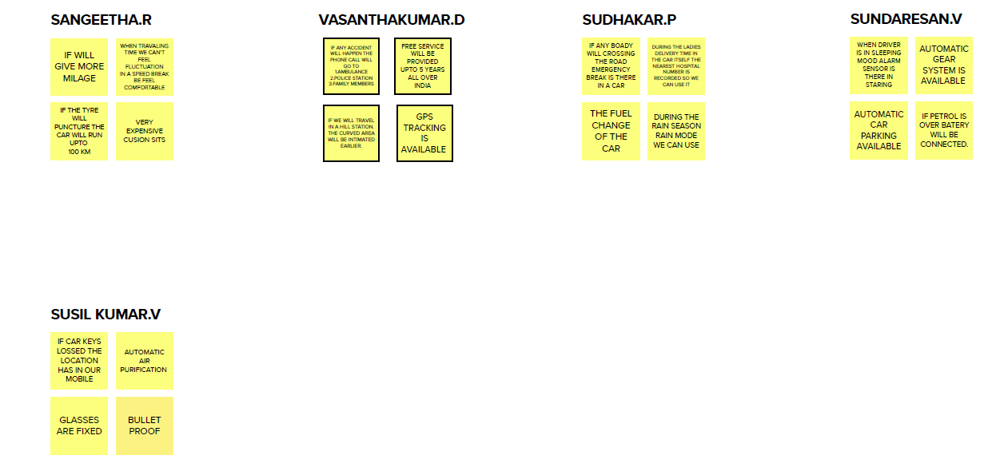 SANGEETHA.R
IF WILL
GIVE MORE
MILAGE
WHEN TRAVALING
TIME WE CAN'T
FEEL
FLUCTUATION
IN A SPEED BREAK
BE FEEL
COMFORTABLE
IF THE TYRE
WILL
PUNCTURE THE
CAR WILL RUN
UPTO
100 KM
VERY
EXPENSIVE
CUSION SITS
VASANTHAKUMAR.D
IF ANY ACCIDENT
WILL HAPPEN THE
PHONE CALL WILL
GO TO
1.AMBULANCE
2.POLICE STATION
3.FAMILY MEMBERS
FREE SERVICE
WILL BE
PROVIDED
UPTO 5 YEARS
ALL OVER
INDIA
IF WE WILL TRAVEL
IN A HILL STATION.
THE CURVED AREA
WILL BE INTIMATED
EARLIER.
GPS
TRACKING
IS
AVAILABLE
SUDHAKAR.P
IF ANY BOADY
WILL CROSSING
THE ROAD
EMERGENCY
BREAK IS THERE
IN A CAR
DURING THE LADIES
DELIVERY TIME IN
THE CAR ITSELF THE
NEAREST HOSPITAL
NUMBER IS
RECORDED SO WE
CAN USE IT
THE FUEL
CHANGE
OF THE
CAR
DURING THE
RAIN SEASON
RAIN MODE
WE CAN USE
SUNDARESAN.V
WHEN DRIVER
IS IN SLEEPING
MOOD ALARM
SENSOR IS
THERE IN
STARING
AUTOMATIC
GEAR
SYSTEM IS
AVAILABLE
AUTOMATIC
CAR
PARKING
AVAILABLE
IF PETROL IS
OVER BATERY
WILL BE
CONNECTED.
SUSIL KUMAR.V
IF CAR KEYS
LOSSED THE
LOCATION
HAS IN OUR
MOBILE
AUTOMATIC
AIR
PURIFICATION
GLASSES
ARE FIXED
BULLET
PROOF